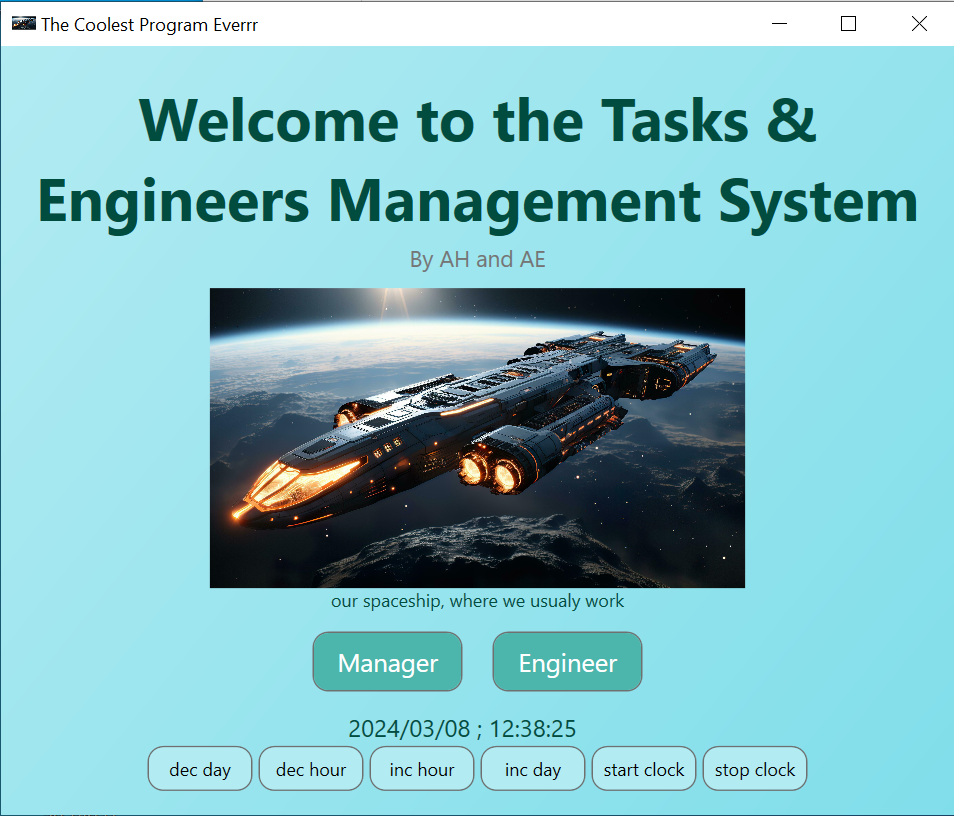 The Coolest Program Everrr
Welcome to the Tasks &
Engineers Management System
By AH and AE
our spaceship, where we usualy work
Manager Engineer
2024/03/08 ; 12:38:25
dec day dec hour inc hour inc day start clock stop clock